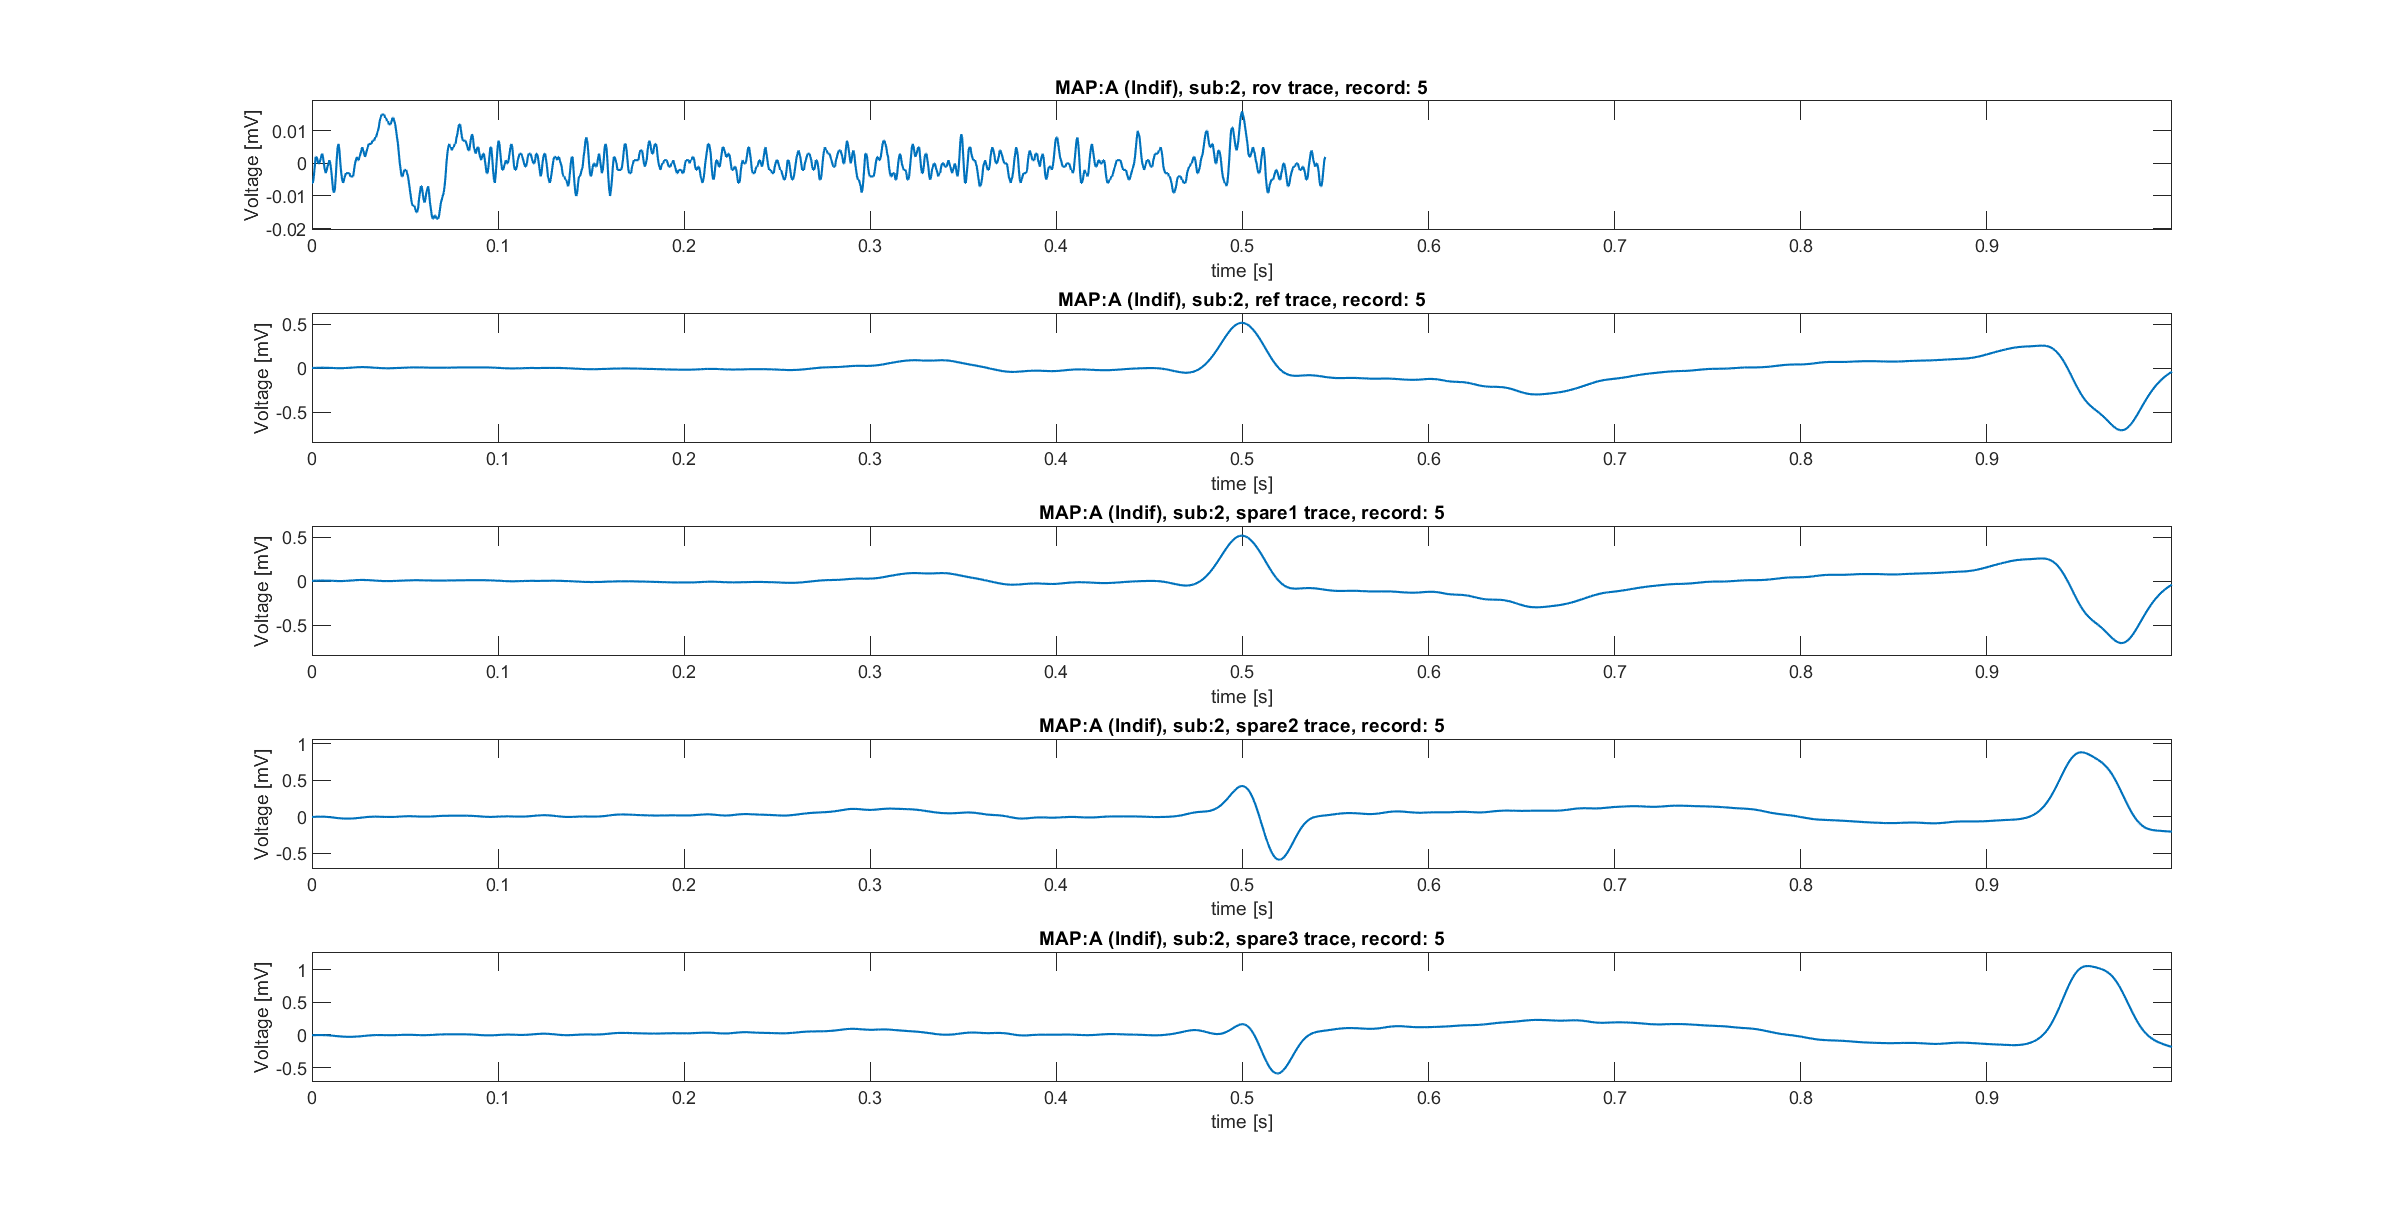 MAP:A (Indif), sub:2, rov trace, record: 5
Voltage [mV]
0.01
0
-0.01
-0.02
0 0.1 0.2 0.3 0.4 0.5 0.6 0.7 0.8 0.9
time [s]
MAP:A (Indif), sub:2, ref trace, record: 5
Voltage [mV]
0.5
0
-0.5
0 0.1 0.2 0.3 0.4 0.5 0.6 0.7 0.8 0.9
time [s]
MAP:A (Indif), sub:2, spare1 trace, record: 5
Voltage [mV]
0.5
0
-0.5
0 0.1 0.2 0.3 0.4 0.5 0.6 0.7 0.8 0.9
time [s]
MAP:A (Indif), sub:2, spare2 trace, record: 5
Voltage [mV]
1
0.5
0
-0.5
0 0.1 0.2 0.3 0.4 0.5 0.6 0.7 0.8 0.9
time [s]
MAP:A (Indif), sub:2, spare3 trace, record: 5
Voltage [mV]
1
0.5
0
-0.5
0 0.1 0.2 0.3 0.4 0.5 0.6 0.7 0.8 0.9
time [s]